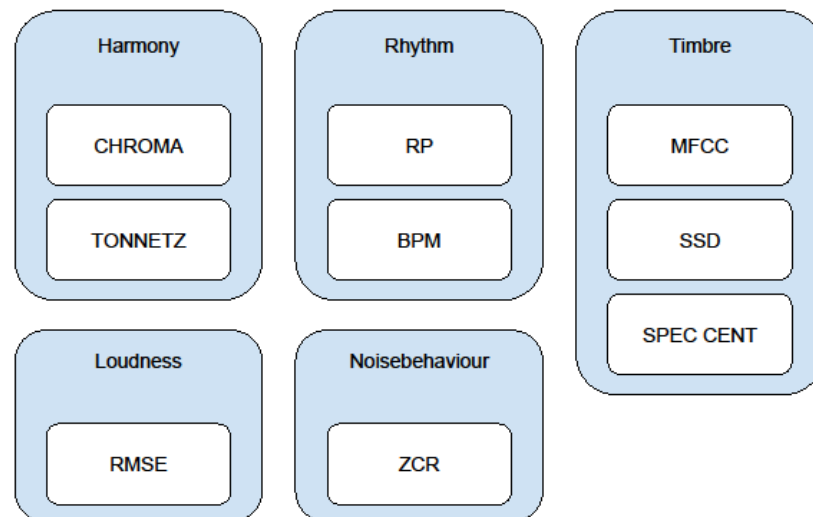 Harmony
CHROMA
TONNETZ
Rhythm
RP
BPM
Timbre
MFCC
SSD
SPEC CENT
Loudness
RMSE
Noisebehaviour
ZCR